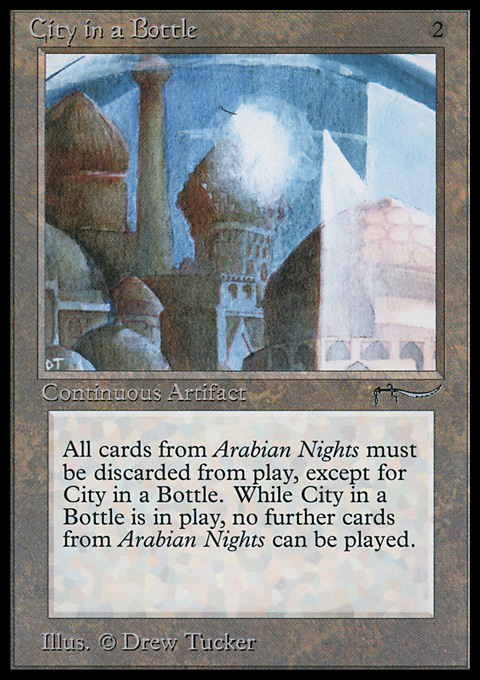 City in a Bottle
2
DT
Continuous Artifact
All cards from Arabian Nights must
be discarded from play, except for
City in a Bottle. While City in a
Bottle is in play, no further cards
from Arabian Nights can be played.
Illus. © Drew Tucker